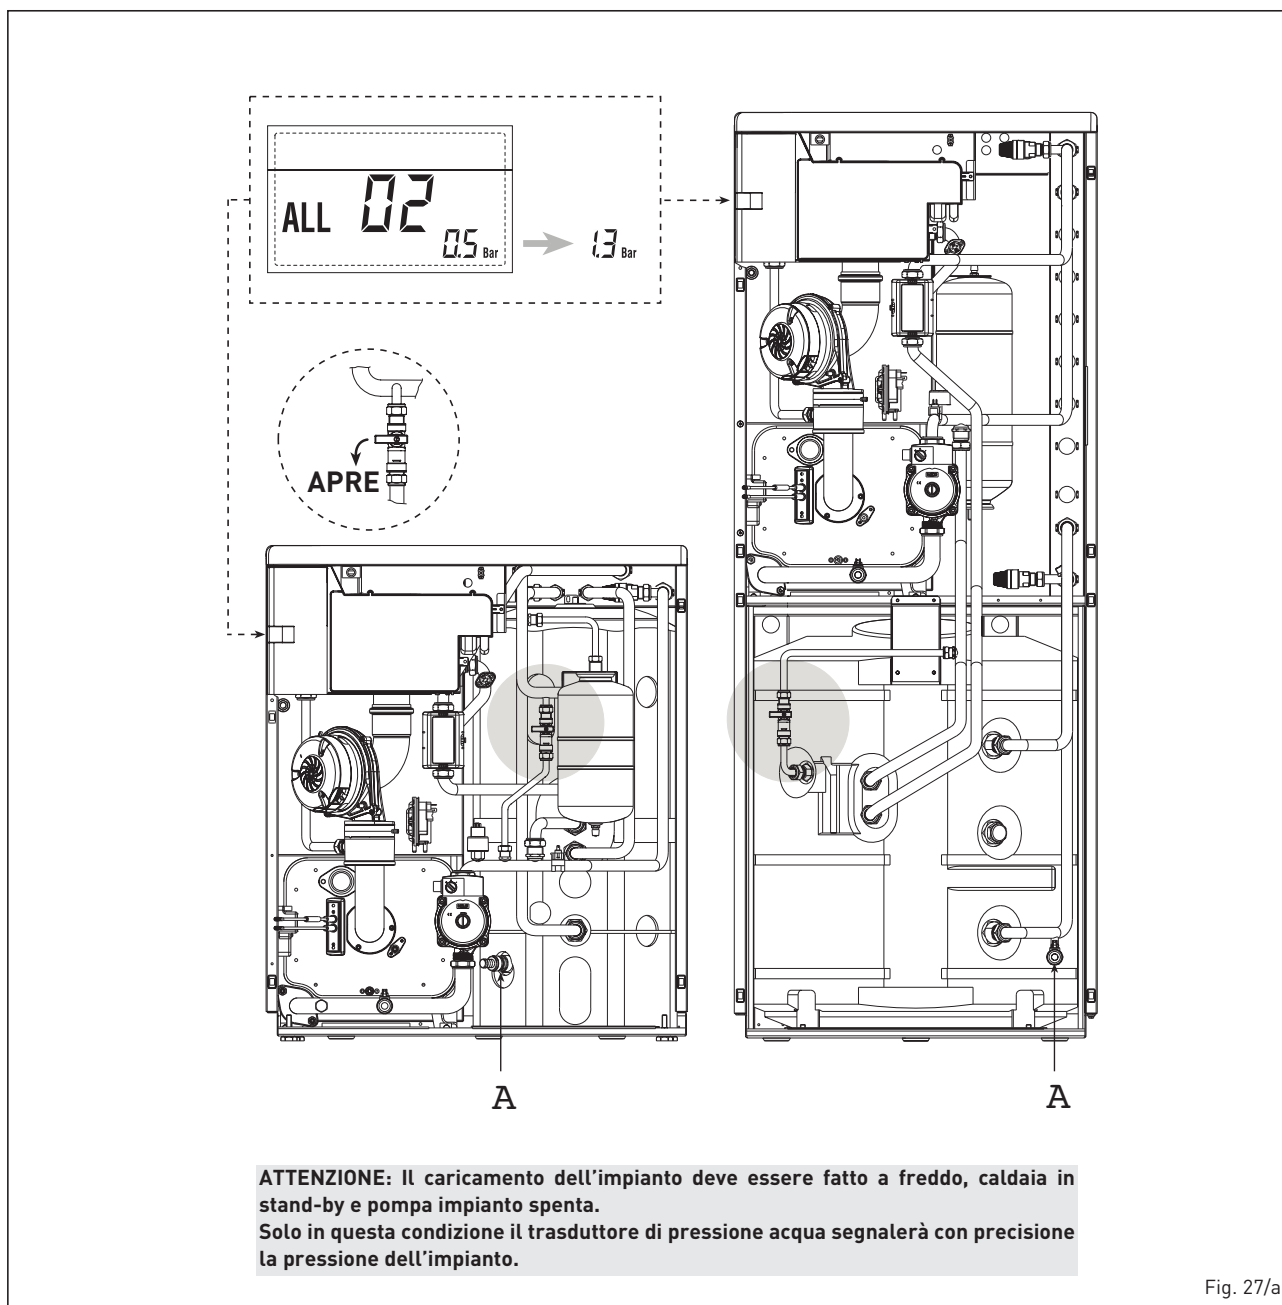 ALL 02
0.5 Bar 1.3 Bar
APRE
A
A
ATTENZIONE: Il caricamento dell’impianto deve essere fatto a freddo, caldaia in
stand-by e pompa impianto spenta.
Solo in questa condizione il trasduttore di pressione acqua segnalerà con precisione
la pressione dell’impianto.
Fig. 27/a